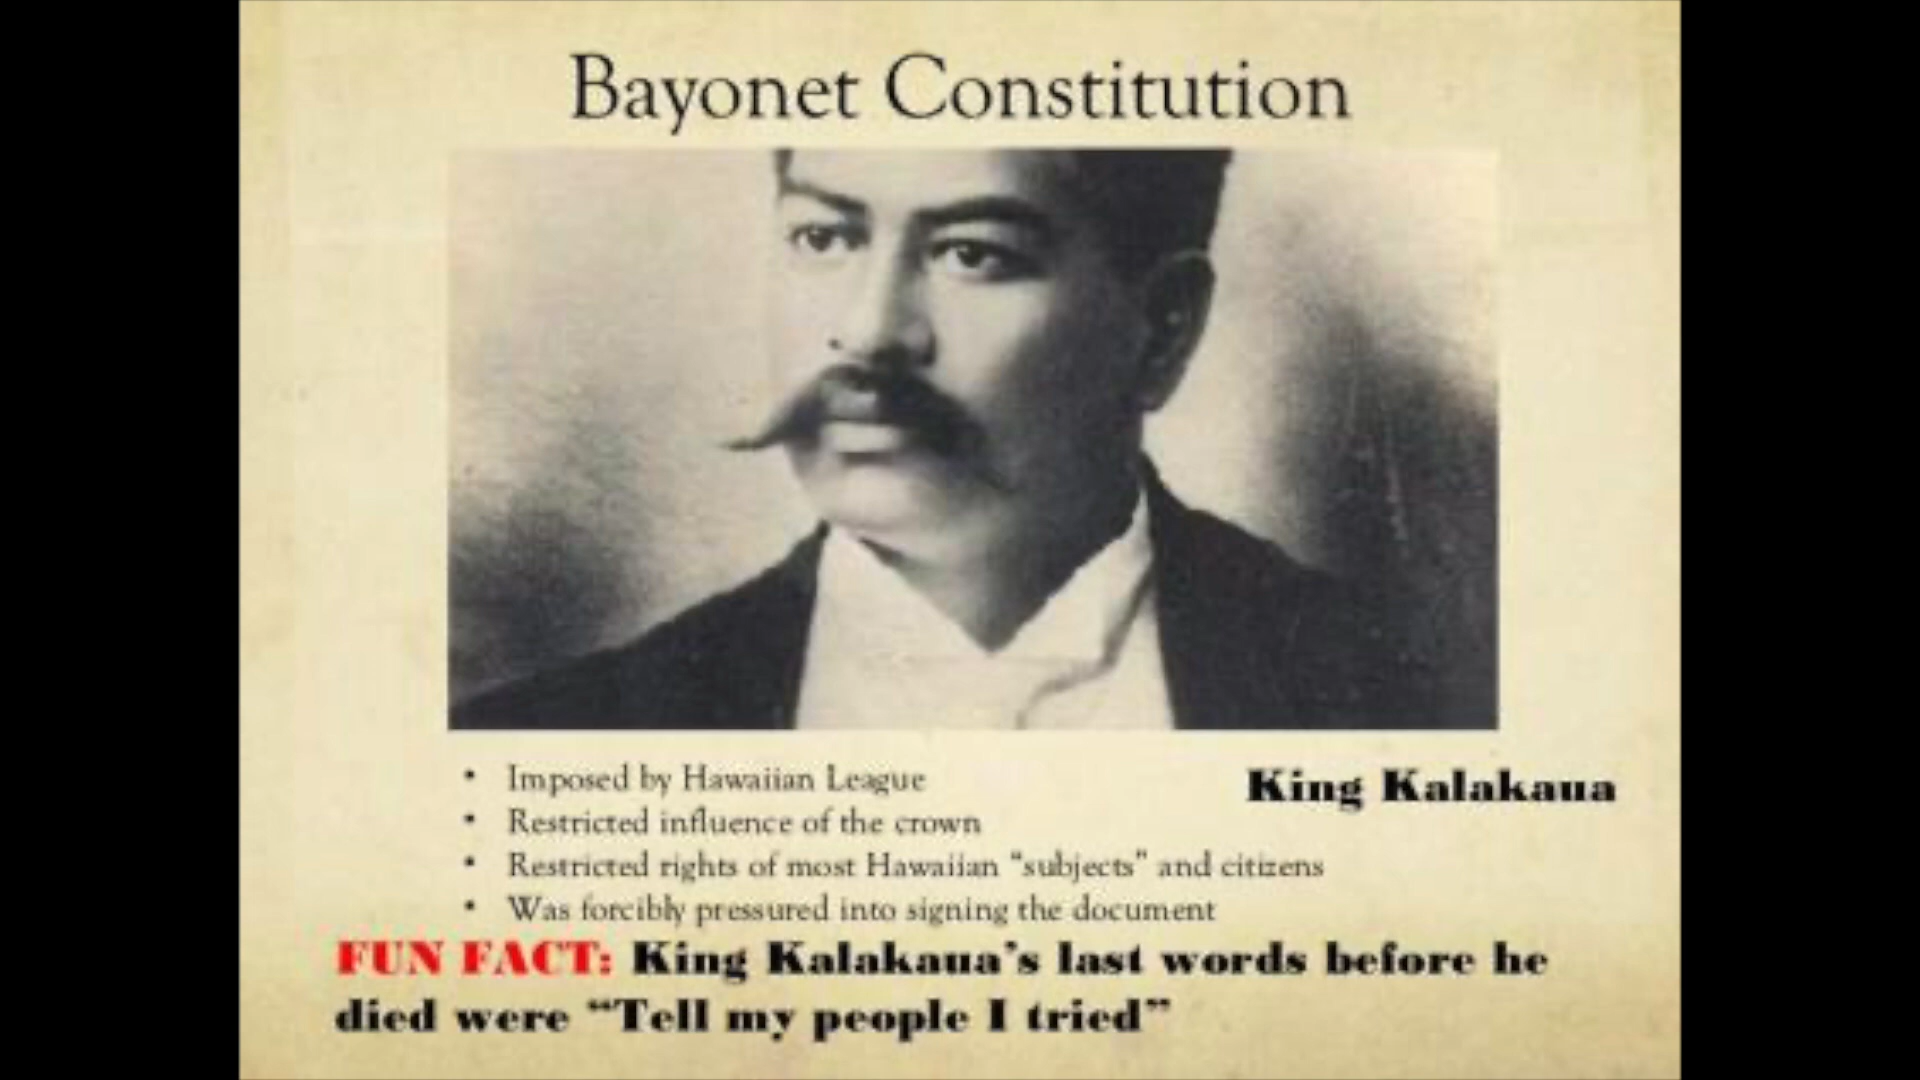 Bayonet Constitution
• Imposed by Hawaiian League
King Kalakaua
• Restricted influence of the crown
• Restricted rights of most Hawaiian “subjects” and citizens
• Was forcibly pressured into signing the document
FUN FACT: King Kalakaua’s last words before he
died were “Tell my people I tried”